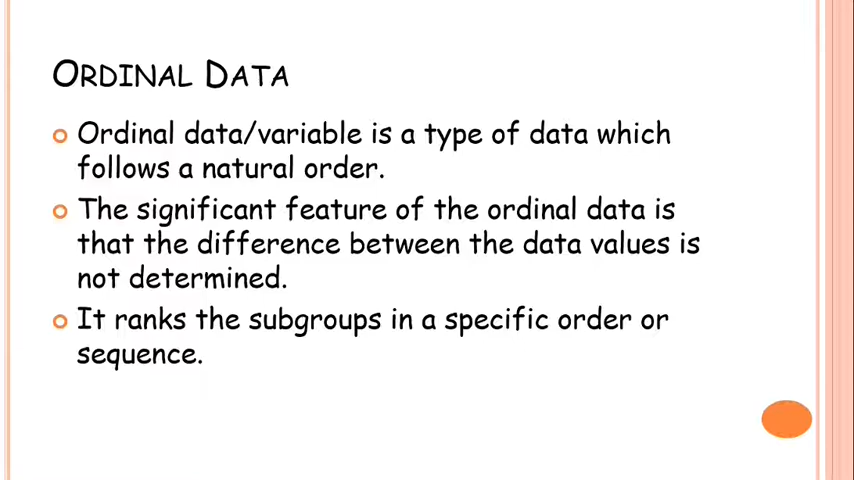 ORDINAL DATA
Ordinal data/variable is a type of data which
follows a natural order.
The significant feature of the ordinal data is
that the difference between the data values is
not determined.
It ranks the subgroups in a specific order or
sequence.